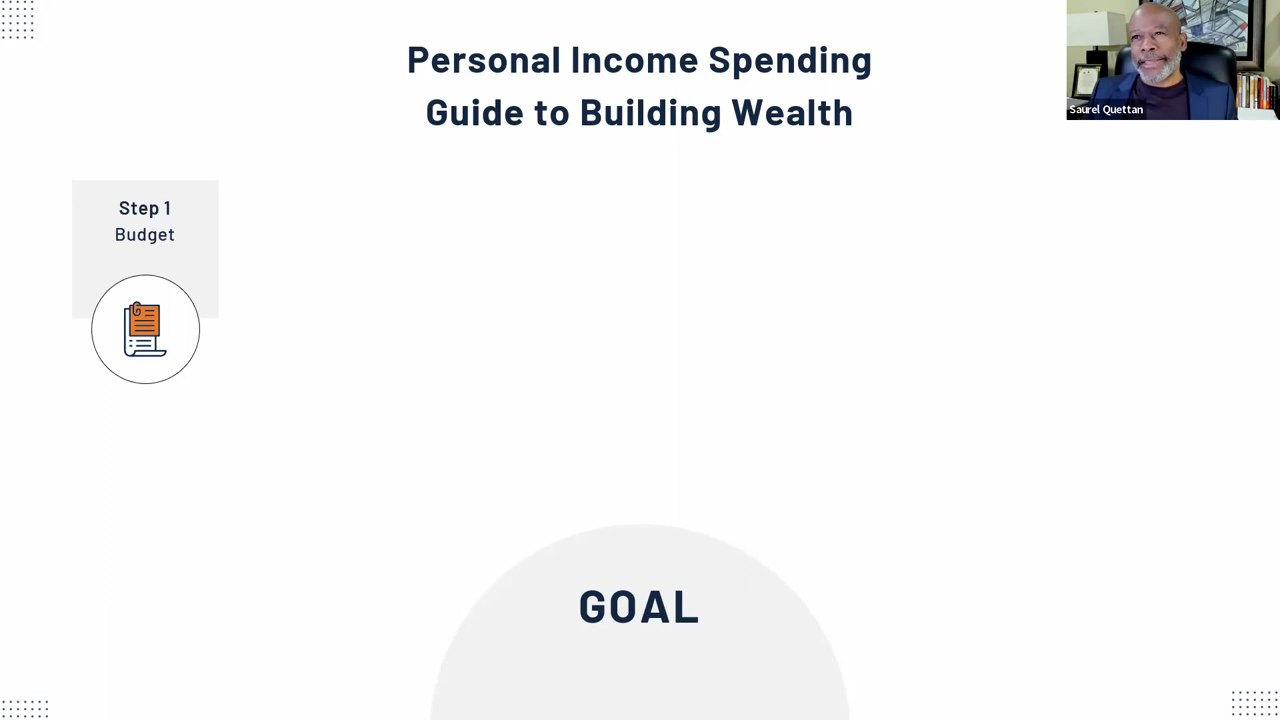 Personal Income Spending
Guide to Building Wealth
Saurel Quettan
Step 1
Budget
GOAL